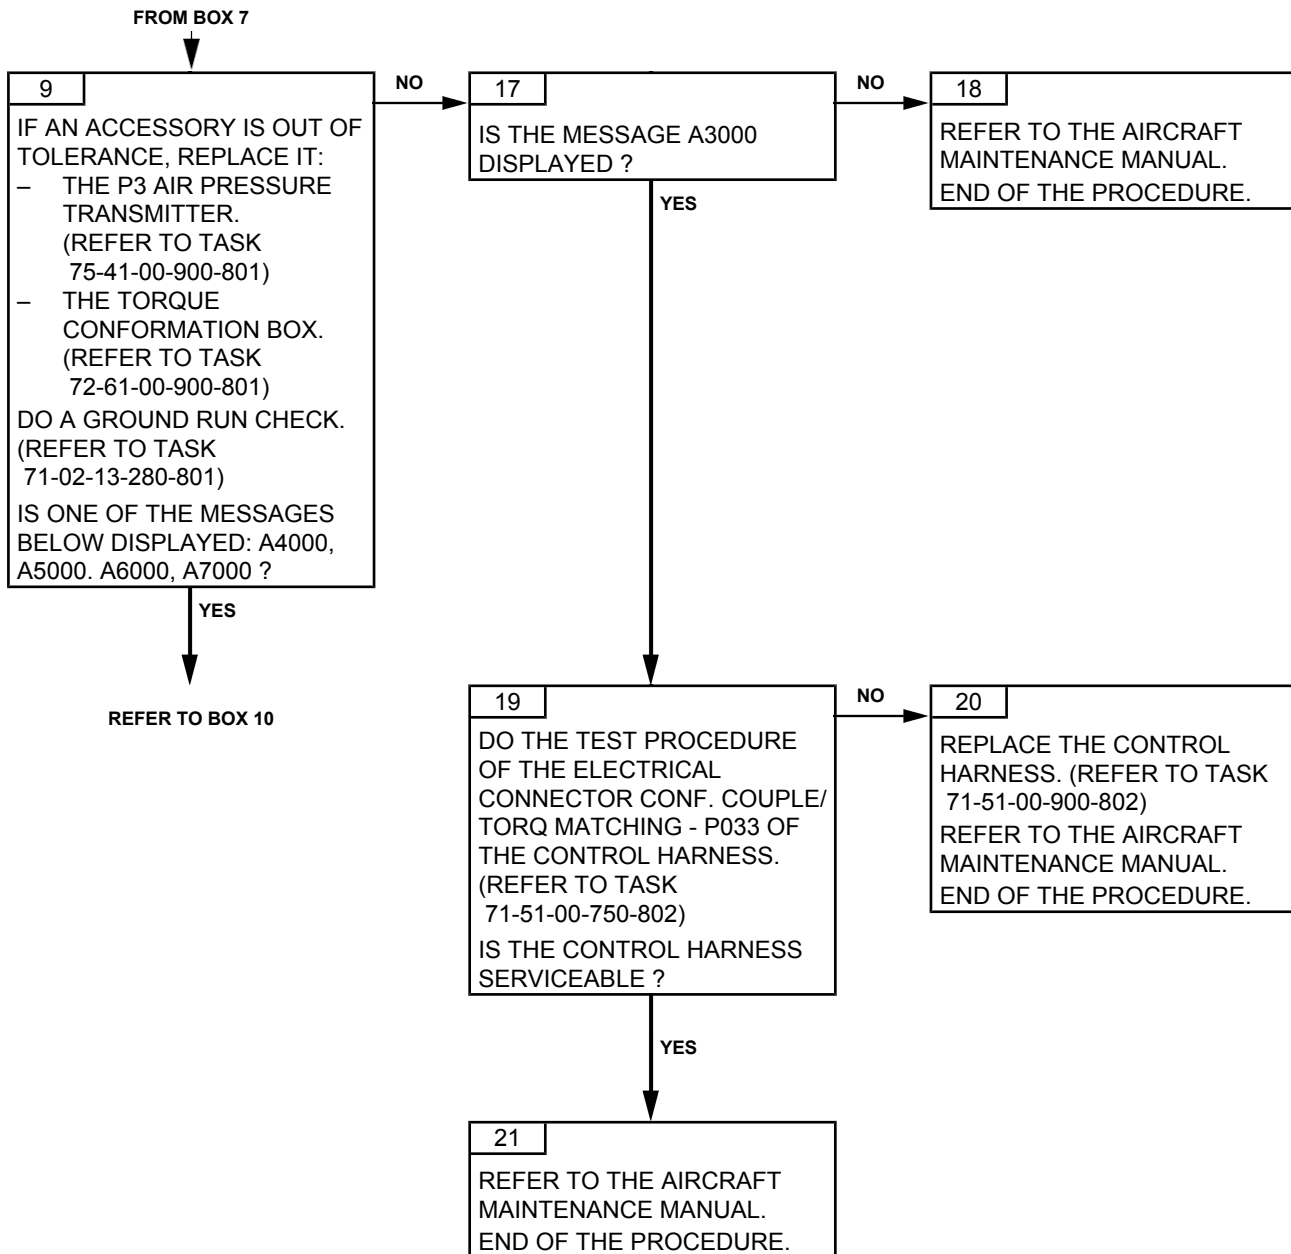 FROM BOX 7
9
IF AN ACCESSORY IS OUT OF
TOLERANCE, REPLACE IT:
– THE P3 AIR PRESSURE
TRANSMITTER.
(REFER TO TASK
75-41-00-900-801)
– THE TORQUE
CONFORMATION BOX.
(REFER TO TASK
72-61-00-900-801)
DO A GROUND RUN CHECK.
(REFER TO TASK
71-02-13-280-801)
IS ONE OF THE MESSAGES
BELOW DISPLAYED: A4000,
A5000. A6000, A7000 ?
NO
YES
REFER TO BOX 10
17
IS THE MESSAGE A3000
DISPLAYED ?
NO
YES
18
REFER TO THE AIRCRAFT
MAINTENANCE MANUAL.
END OF THE PROCEDURE.
19
DO THE TEST PROCEDURE
OF THE ELECTRICAL
CONNECTOR CONF. COUPLE/
TORQ MATCHING - P033 OF
THE CONTROL HARNESS.
(REFER TO TASK
71-51-00-750-802)
IS THE CONTROL HARNESS
SERVICEABLE ?
NO
YES
20
REPLACE THE CONTROL
HARNESS. (REFER TO TASK
71-51-00-900-802)
REFER TO THE AIRCRAFT
MAINTENANCE MANUAL.
END OF THE PROCEDURE.
21
REFER TO THE AIRCRAFT
MAINTENANCE MANUAL.
END OF THE PROCEDURE.